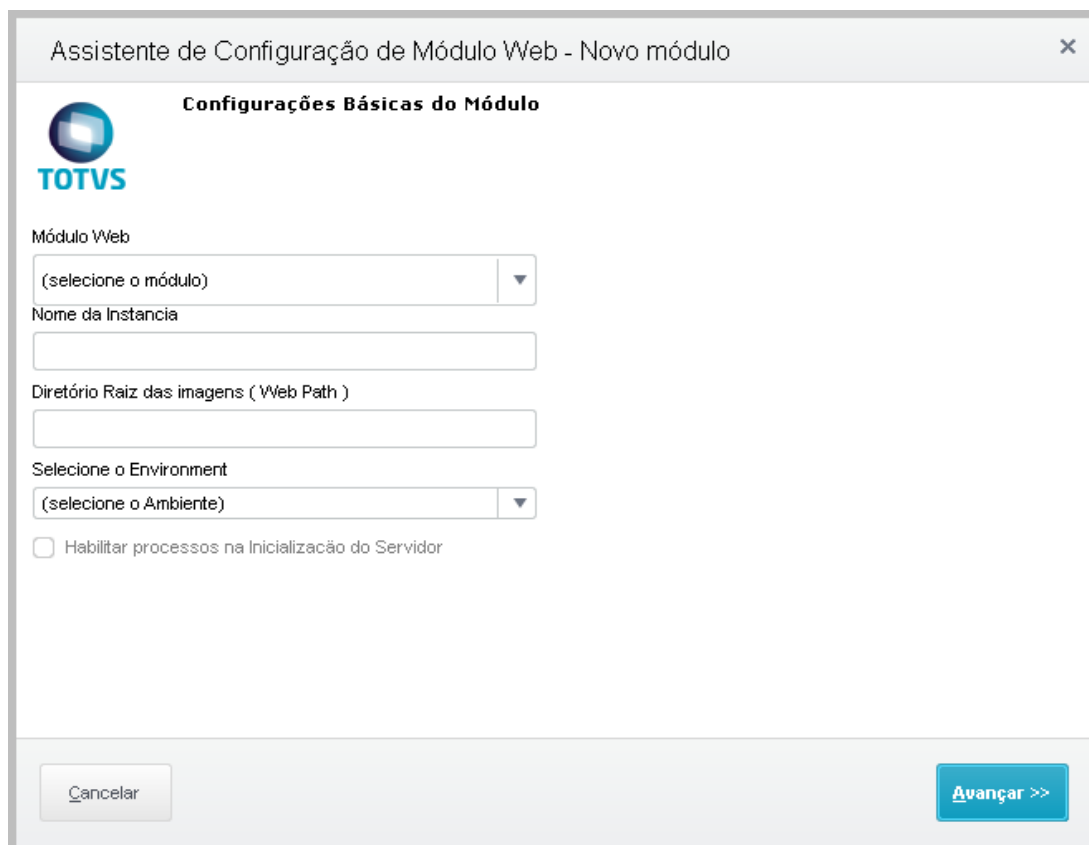 Assistente de Configuração de Módulo Web - Novo módulo
Configurações Básicas do Módulo
TOTVS
Módulo Web
(selecione o módulo)
Nome da Instancia
Diretório Raiz das imagens ( Web Path )
Selecione o Environment
(selecione o Ambiente)
Habilitar processos na Inicializacão do Servidor
Cancelar
Avançar >>